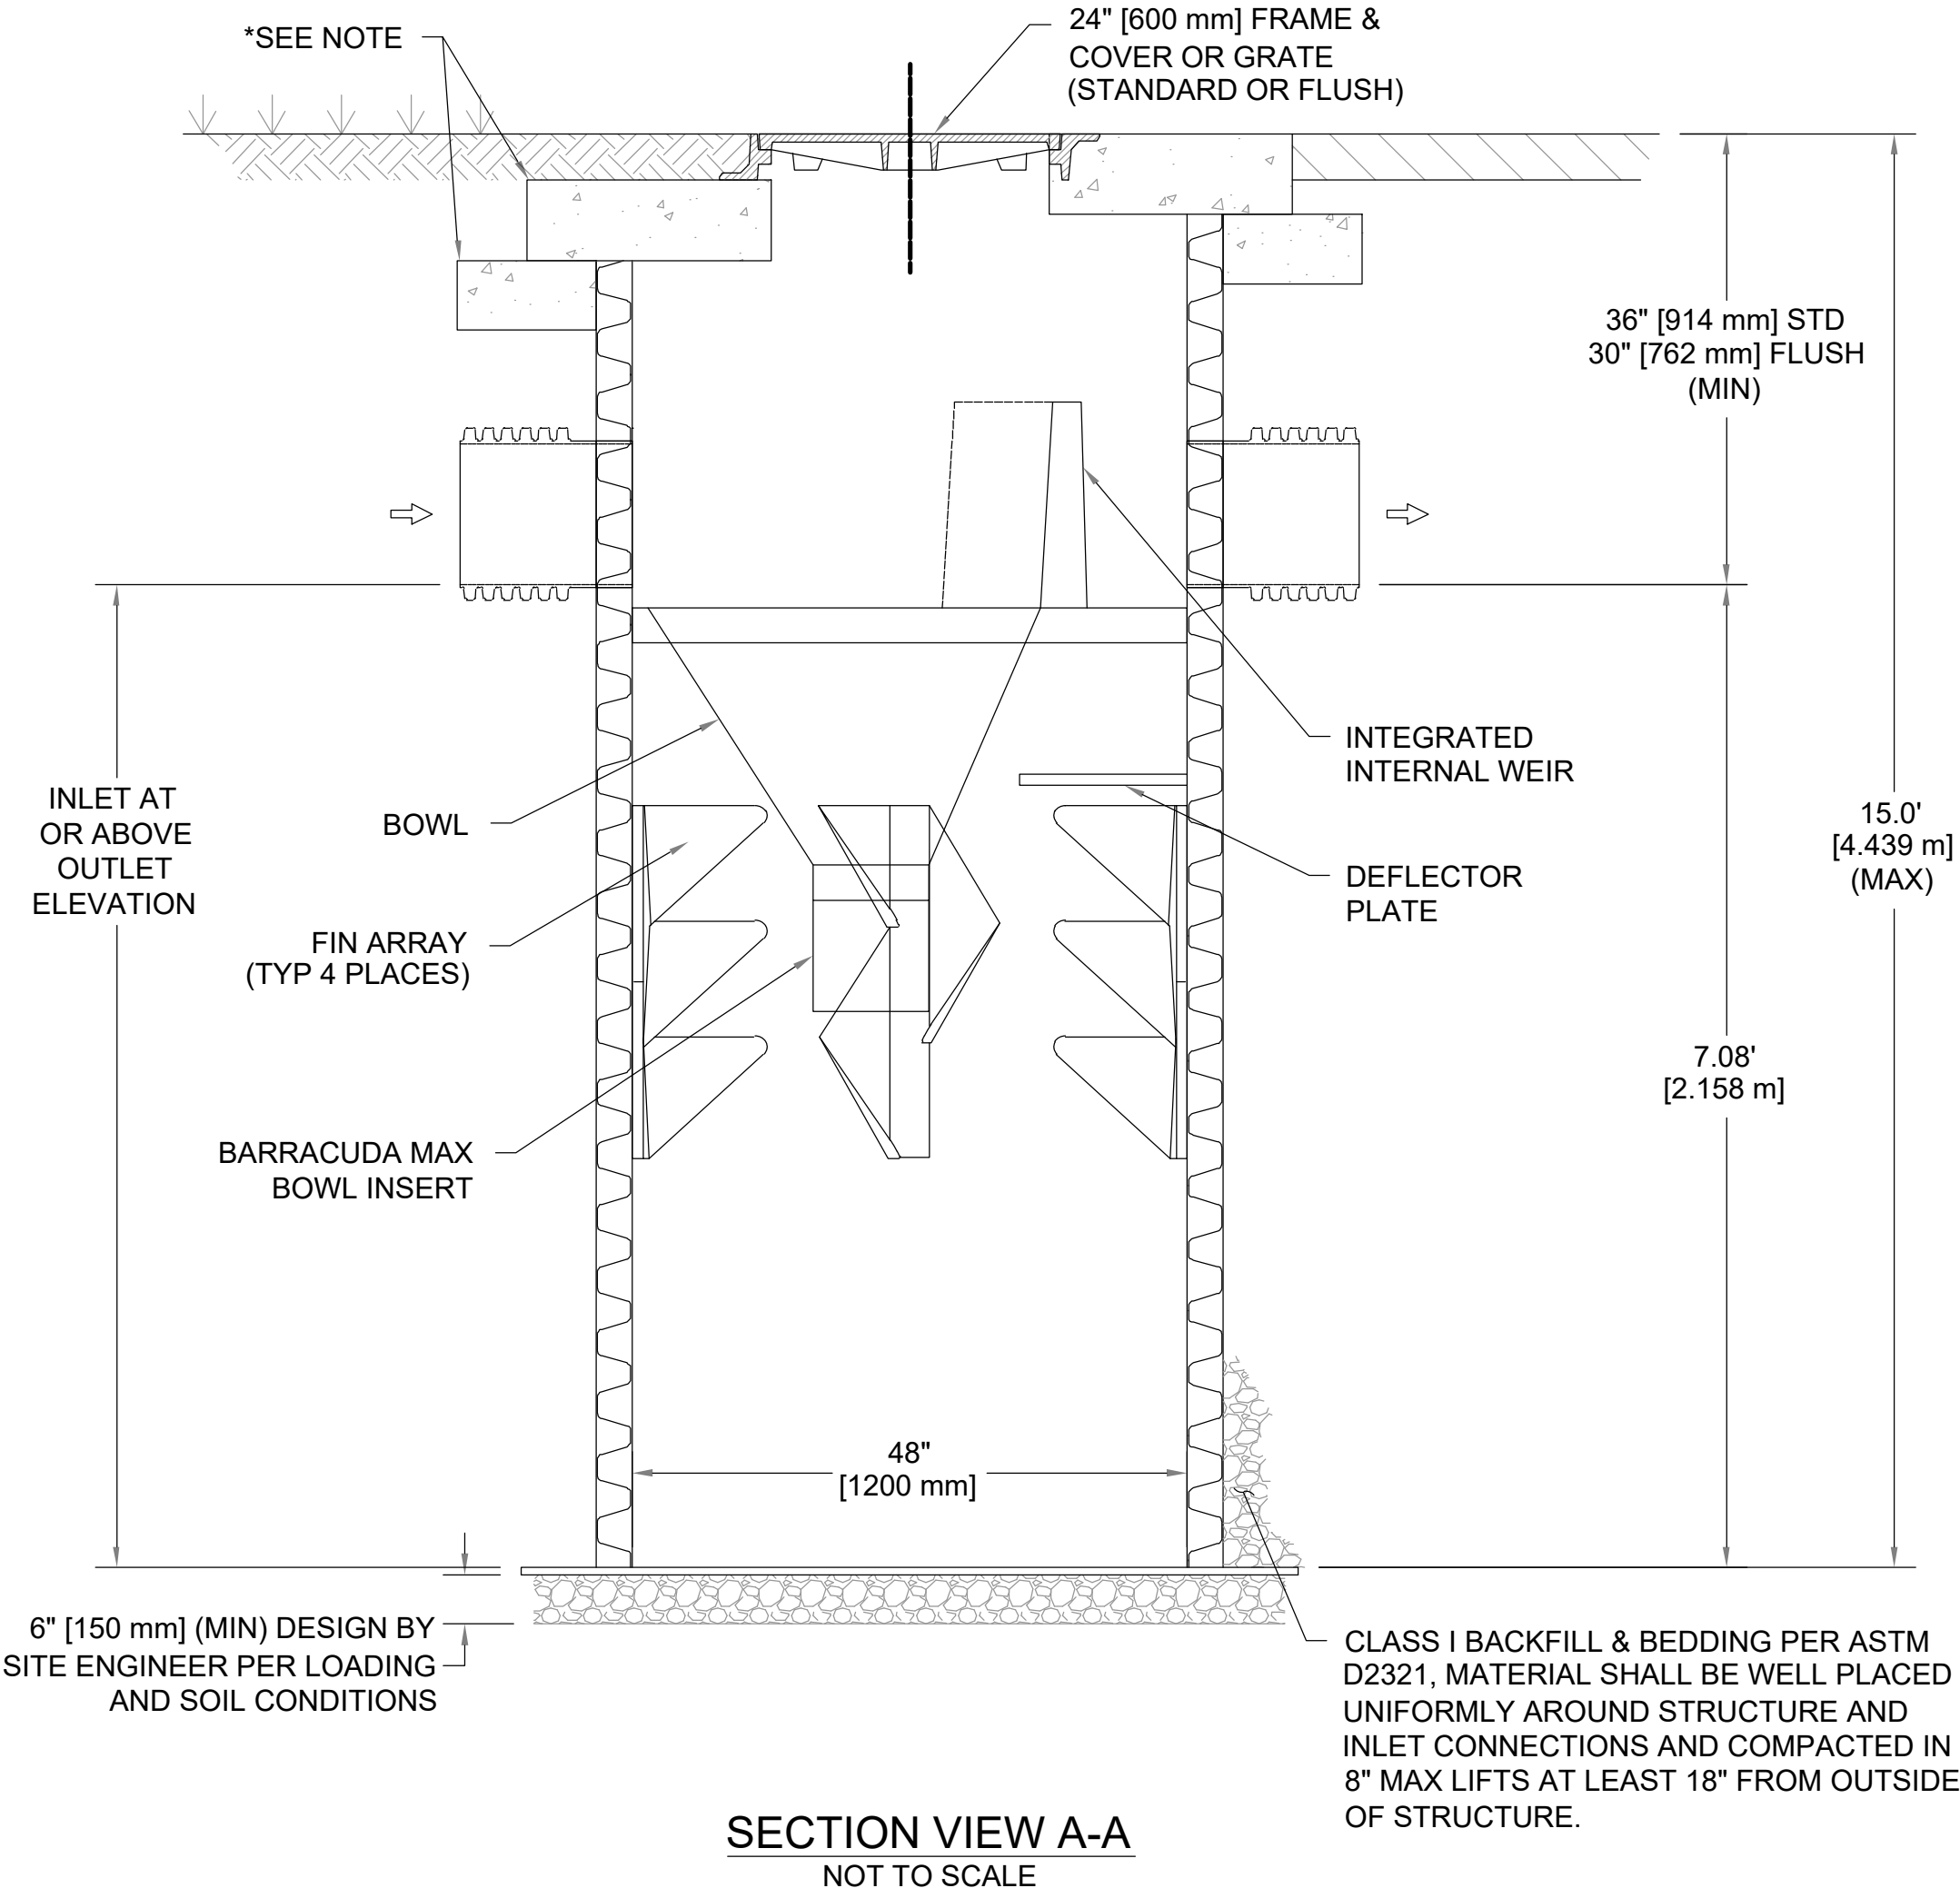 *SEE NOTE
24" [600 mm] FRAME &
COVER OR GRATE
(STANDARD OR FLUSH)
36" [914 mm] STD
30" [762 mm] FLUSH
(MIN)
INTEGRATED
INTERNAL WEIR
INLET AT
OR ABOVE
OUTLET
ELEVATION
BOWL
15.0'
[4.439 m]
(MAX)
DEFLECTOR
PLATE
FIN ARRAY
(TYP 4 PLACES)
7.08'
[2.158 m]
BARRACUDA MAX
BOWL INSERT
48"
[1200 mm]
6" [150 mm] (MIN) DESIGN BY
SITE ENGINEER PER LOADING
AND SOIL CONDITIONS
CLASS I BACKFILL & BEDDING PER ASTM
D2321, MATERIAL SHALL BE WELL PLACED
UNIFORMLY AROUND STRUCTURE AND
INLET CONNECTIONS AND COMPACTED IN
8" MAX LIFTS AT LEAST 18" FROM OUTSIDE
OF STRUCTURE.
SECTION VIEW A-A
NOT TO SCALE